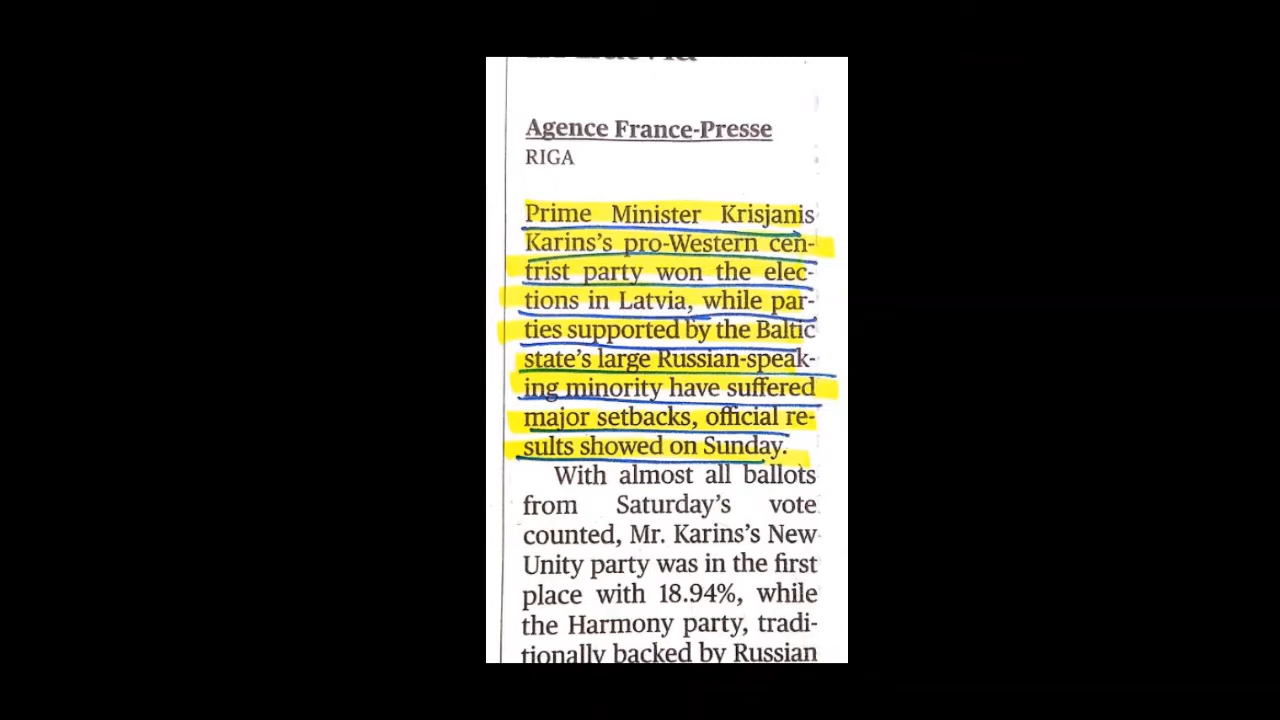 Agence France-Presse
RIGA
Prime Minister Krisjanis
Karins's pro-Western cen-
trist party won the elec-
tions in Latvia, while par-
ties supported by the Baltic
state's large Russian-speak-
ing minority have suffered
major setbacks, official re-
sults showed on Sunday.
With almost all ballots
from Saturday's vote
counted, Mr. Karins's New
Unity party was in the first
place with 18.94%, while
the Harmony party, tradi-
tionally backed by Russian